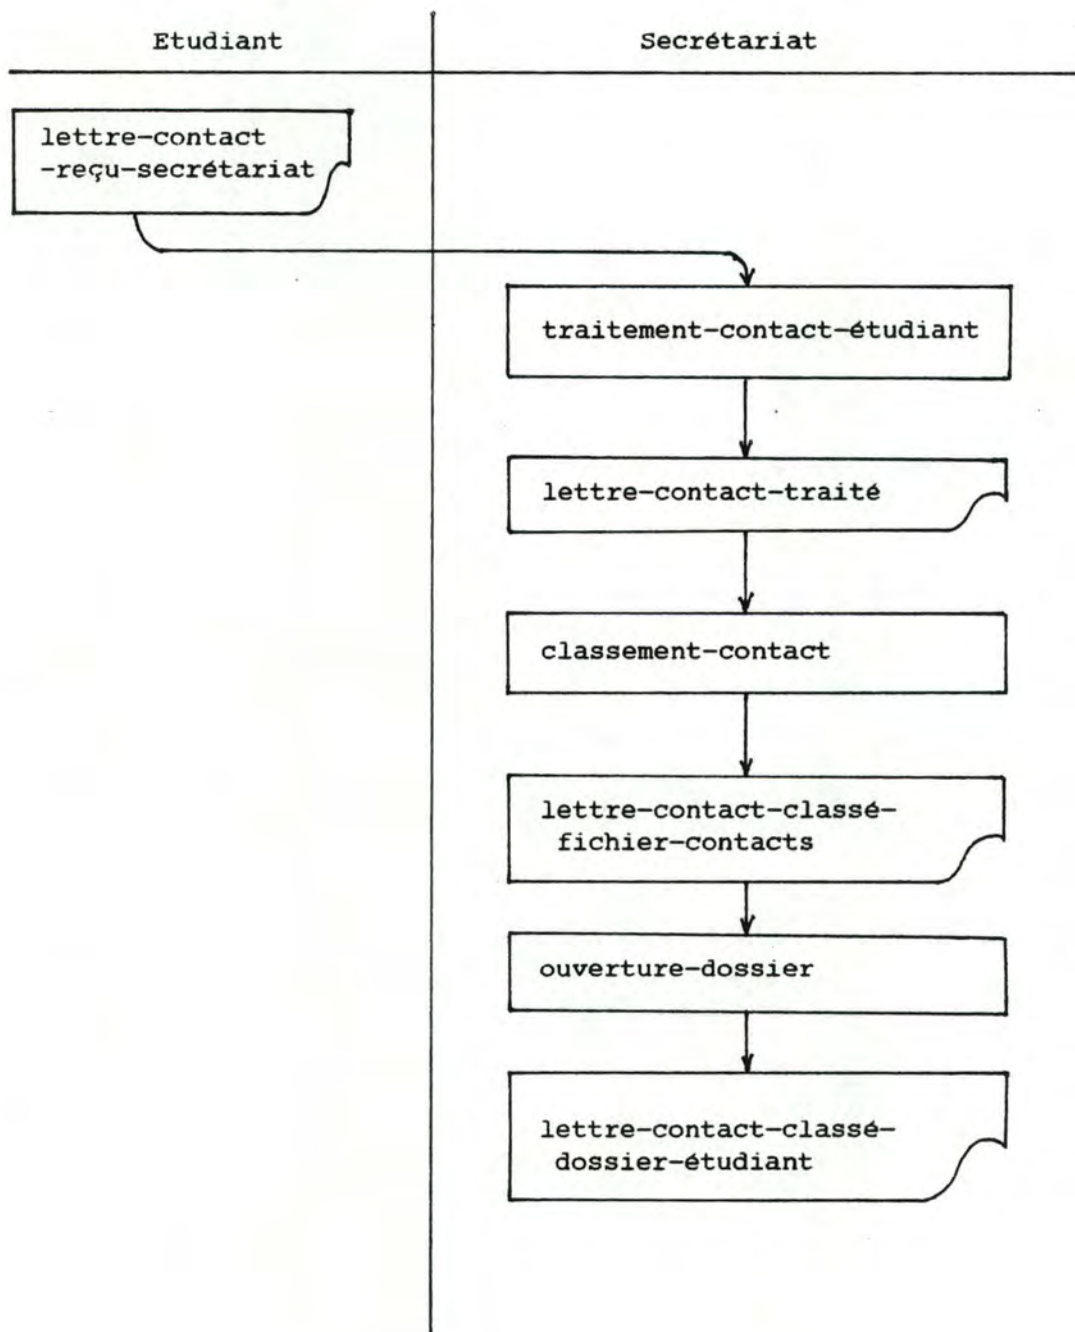 Etudiant
Secrétariat
lettre-contact
-reçu-secrétariat
traitement-contact-étudiant
lettre-contact-traité
classement-contact
lettre-contact-classé-
fichier-contacts
ouverture-dossier
lettre-contact-classé-
dossier-étudiant